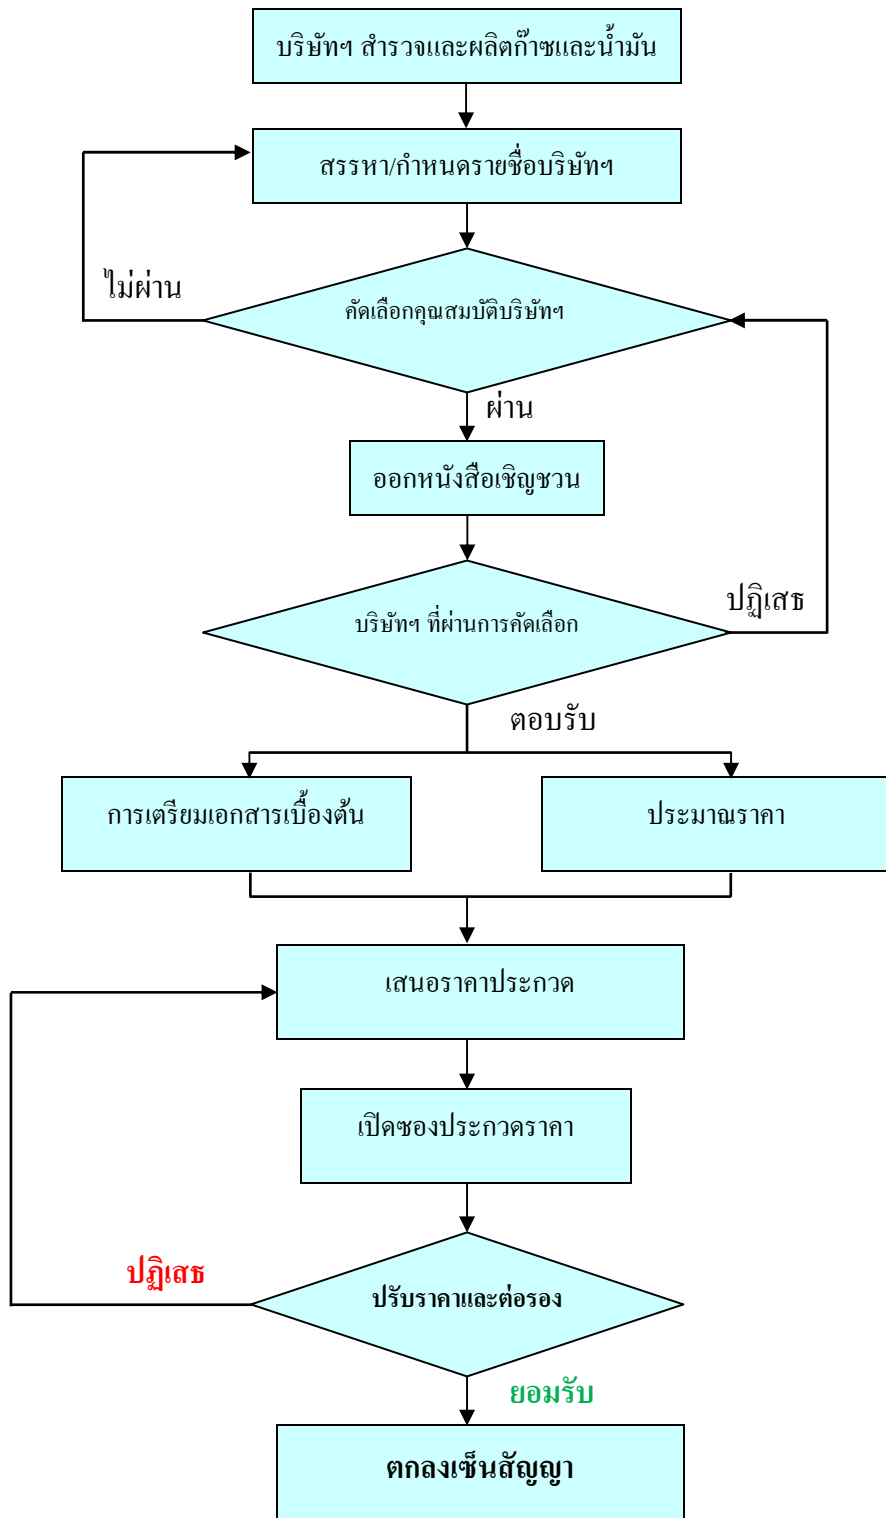 บริษัทฯ สำรวจและผลิตก๊าซและน้ำมัน
สรรหา/กำหนดรายชื่อบริษัทฯ
ไม่ผ่าน
คัดเลือกคุณสมบัติบริษัทฯ
ผ่าน
ออกหนังสือเชิญชวน
ปฏิเสธ
บริษัทฯ ที่ผ่านการคัดเลือก
ตอบรับ
การเตรียมเอกสารเบื้องต้น
ประมาณราคา
เสนอราคาประกวด
เปิดซองประกวดราคา
ปฏิเสธ
ปรับราคาและต่อรอง
ยอมรับ
ตกลงเซ็นสัญญา